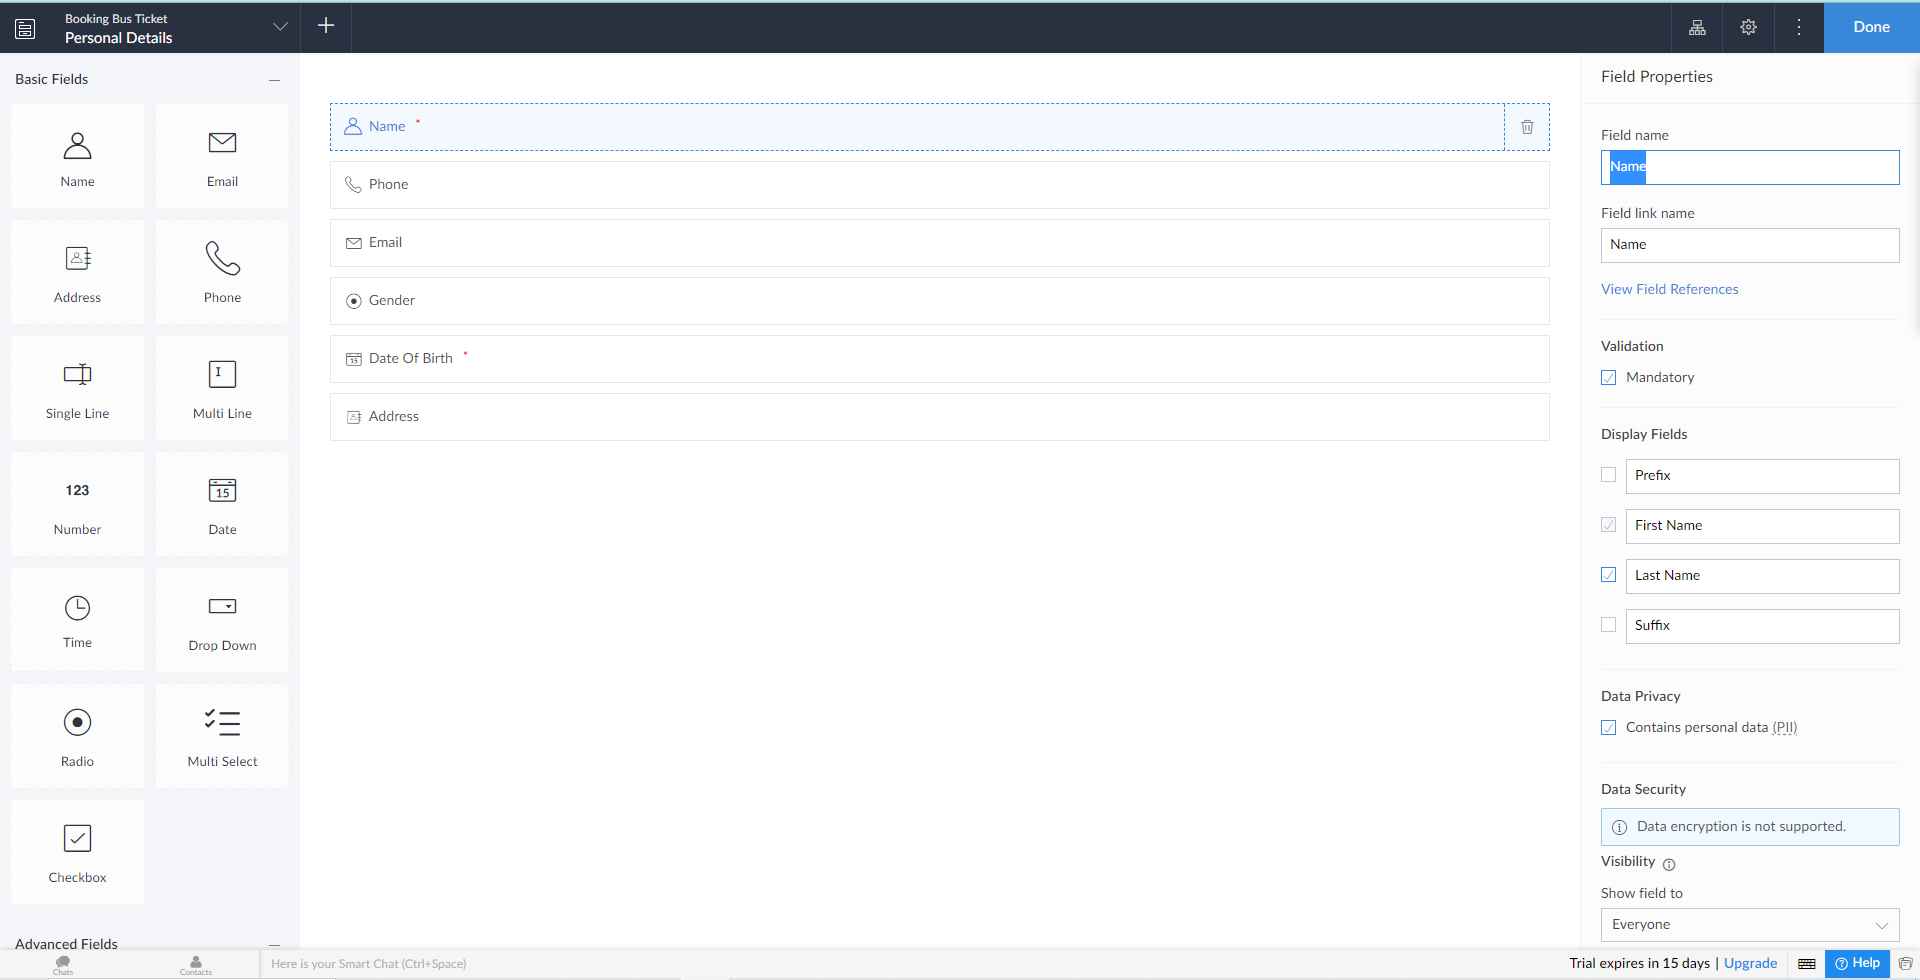 Booking Bus Ticket
Personal Details
Done
Basic Fields
Name
Email
Address
Phone
Single Line
Multi Line
I
123
Number
15
Date
Time
Drop Down
Radio
Multi Select
Checkbox
Advanced Fields
Name *
Phone
Email
Gender
15 Date Of Birth *
Address
Field Properties
Field name
Name
Field link name
Name
View Field References
Validation
Mandatory
Display Fields
Prefix
First Name
Last Name
Suffix
Data Privacy
Contains personal data (PII)
Data Security
Data encryption is not supported.
Visibility
Show field to
Everyone
Chats
Contacts
Here is your Smart Chat (Ctrl+Space)
Trial expires in 15 days | Upgrade
Help